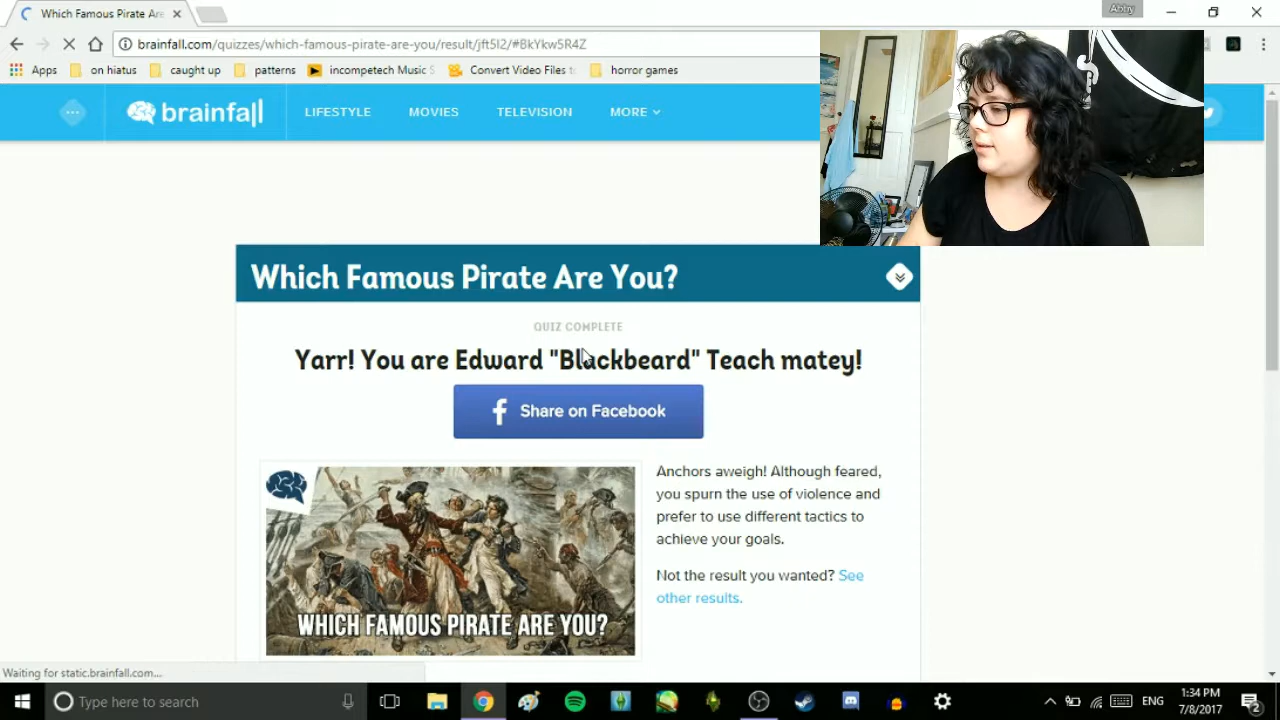 Which Famous Pirate Are
Abby
brainfall.com/quizzes/which-famous-pirate-are-you/result/jft5l2/#BkYkw5R4Z
Apps on hiatus caught up patterns incompetech Music Convert Video Files horror games
brainfall LIFESTYLE MOVIES TELEVISION MORE
Which Famous Pirate Are You?
QUIZ COMPLETE
Yarr! You are Edward "Blackbeard" Teach matey!
f Share on Facebook
Anchors aweigh! Although feared,
you spurn the use of violence and
prefer to use different tactics to
achieve your goals.
Not the result you wanted? See
other results.
WHICH FAMOUS PIRATE ARE YOU?
Waiting for static.brainfall.com...
Type here to search
ENG
1:34 PM
7/8/2017
2